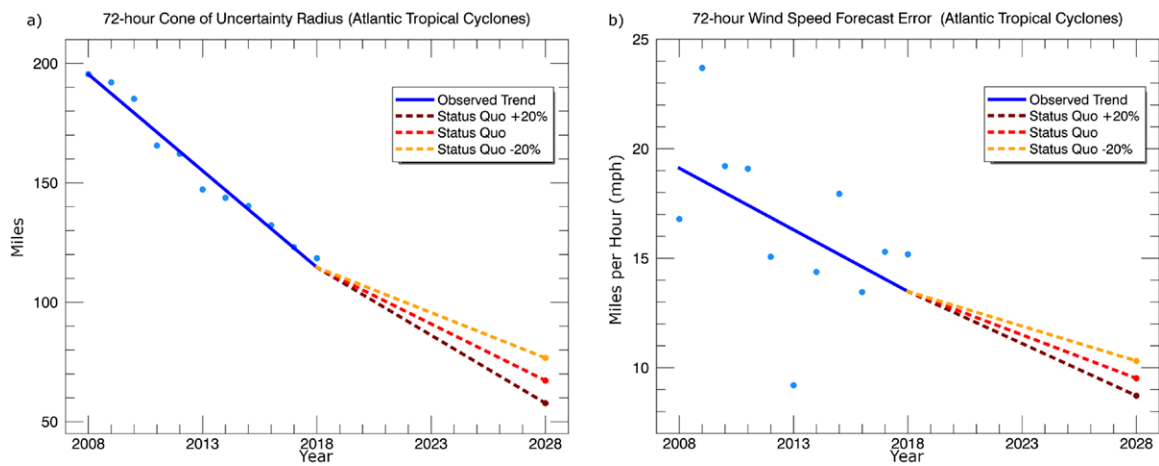 a) 72-hour Cone of Uncertainty Radius (Atlantic Tropical Cyclones)
200
150
100
50
Miles
Observed Trend
Status Quo +20%
Status Quo
Status Quo -20%
2008 2013 2018 2023 2028
Year
b) 72-hour Wind Speed Forecast Error (Atlantic Tropical Cyclones)
25
20
15
10
Miles per Hour (mph)
Observed Trend
Status Quo +20%
Status Quo
Status Quo -20%
2008 2013 2018 2023 2028
Year